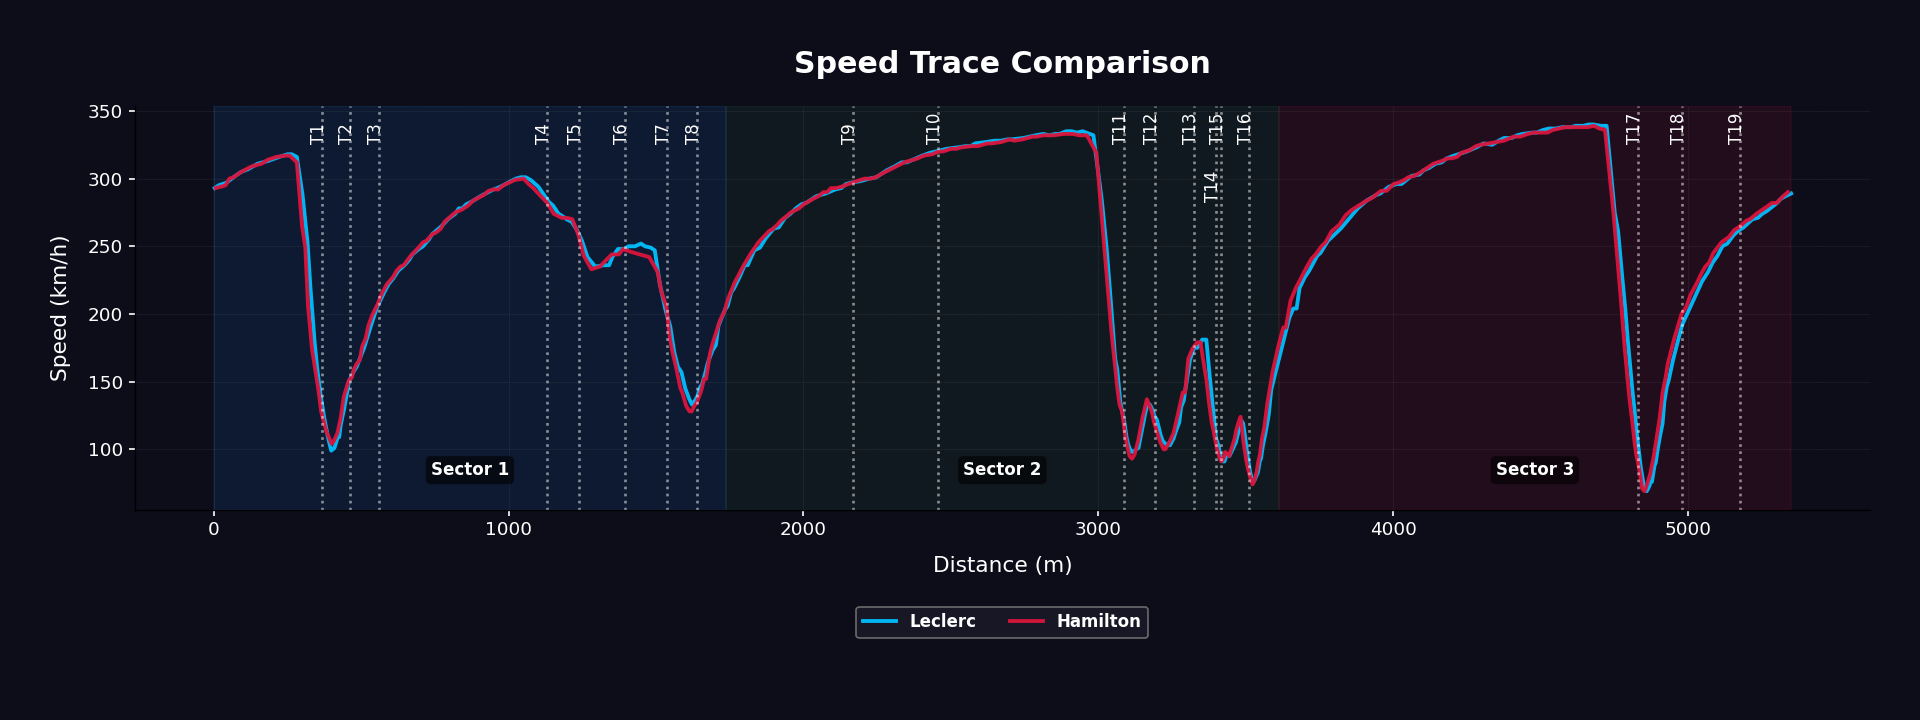 Speed Trace Comparison
Speed (km/h)
350
300
250
200
150
100
T1
T2
T3
T4
T5
T6
T7
T8
T9
T10
T11
T12
T13
T14
T15
T16
T17
T18
T19
Sector 1
Sector 2
Sector 3
0
1000
2000
3000
4000
5000
Distance (m)
Leclerc
Hamilton